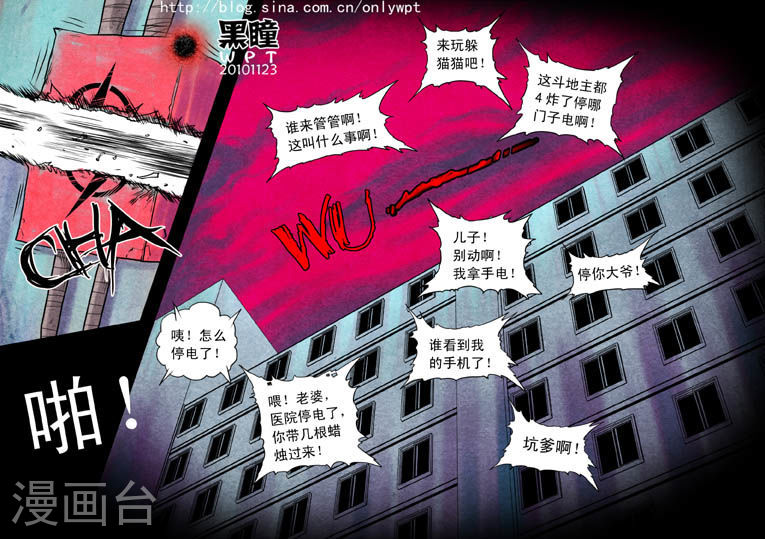 http://blog.sina.com.cn/onlywpt
黑瞳
WPT
20101123
CHA
啪！
来玩躲
猫猫吧！
这斗地主都
4炸了停哪
门子电啊！
谁来管管啊！
这叫什么事啊！
WU
儿子！
别动啊！
我拿手电！
停你大爷！
咦！怎么
停电了！
谁看到我
的手机了！
喂！老婆，
医院停电了，
你带几根蜡
烛过来！
坑爹啊！
漫画台